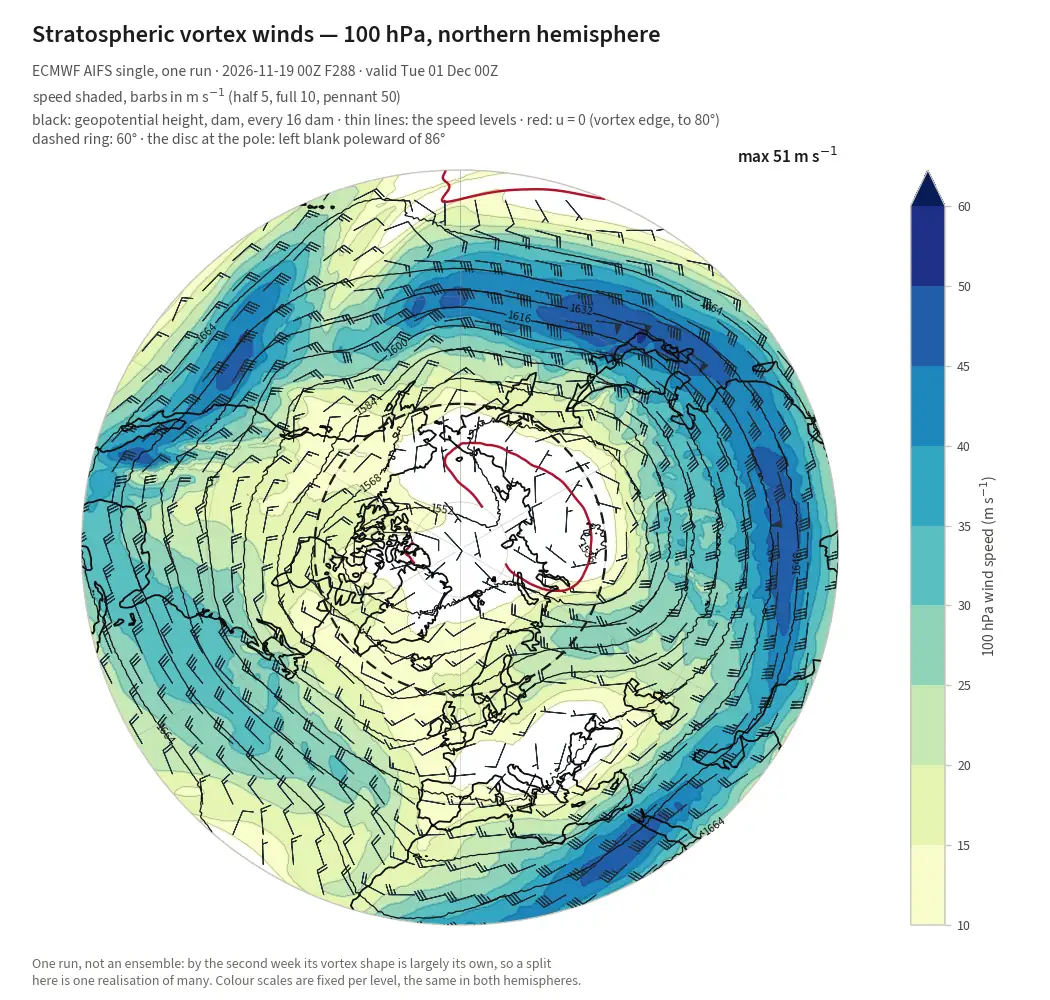 Stratospheric vortex winds — 100 hPa, northern hemisphere
ECMWF AIFS single, one run · 2026-11-19 00Z F288 · valid Tue 01 Dec 00Z
speed shaded, barbs in m s⁻¹ (half 5, full 10, pennant 50)
black: geopotential height, dam, every 16 dam · thin lines: the speed levels · red: u = 0 (vortex edge, to 80°)
dashed ring: 60° · the disc at the pole: left blank poleward of 86°
max 51 m s⁻¹
60
50
45
40
35
30
25
20
15
10
100 hPa wind speed (m s⁻¹)
1664
1664
1632
1616
1600
1584
1568
1552
1664
1664
One run, not an ensemble: by the second week its vortex shape is largely its own, so a split
here is one realisation of many. Colour scales are fixed per level, the same in both hemispheres.